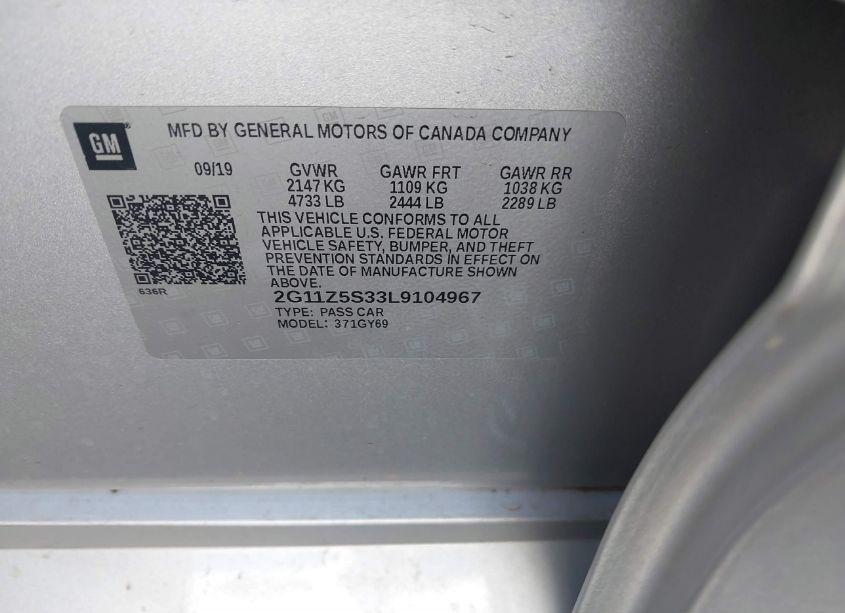 GM
MFD BY GENERAL MOTORS OF CANADA COMPANY
09/19 GVWR GAWR FRT GAWR RR
2147 KG 1109 KG 1038 KG
4733 LB 2444 LB 2289 LB
THIS VEHICLE CONFORMS TO ALL
APPLICABLE U.S. FEDERAL MOTOR
VEHICLE SAFETY, BUMPER, AND THEFT
PREVENTION STANDARDS IN EFFECT ON
THE DATE OF MANUFACTURE SHOWN
ABOVE.
636R
2G11Z5S33L9104967
TYPE: PASS CAR
MODEL: 371GY69